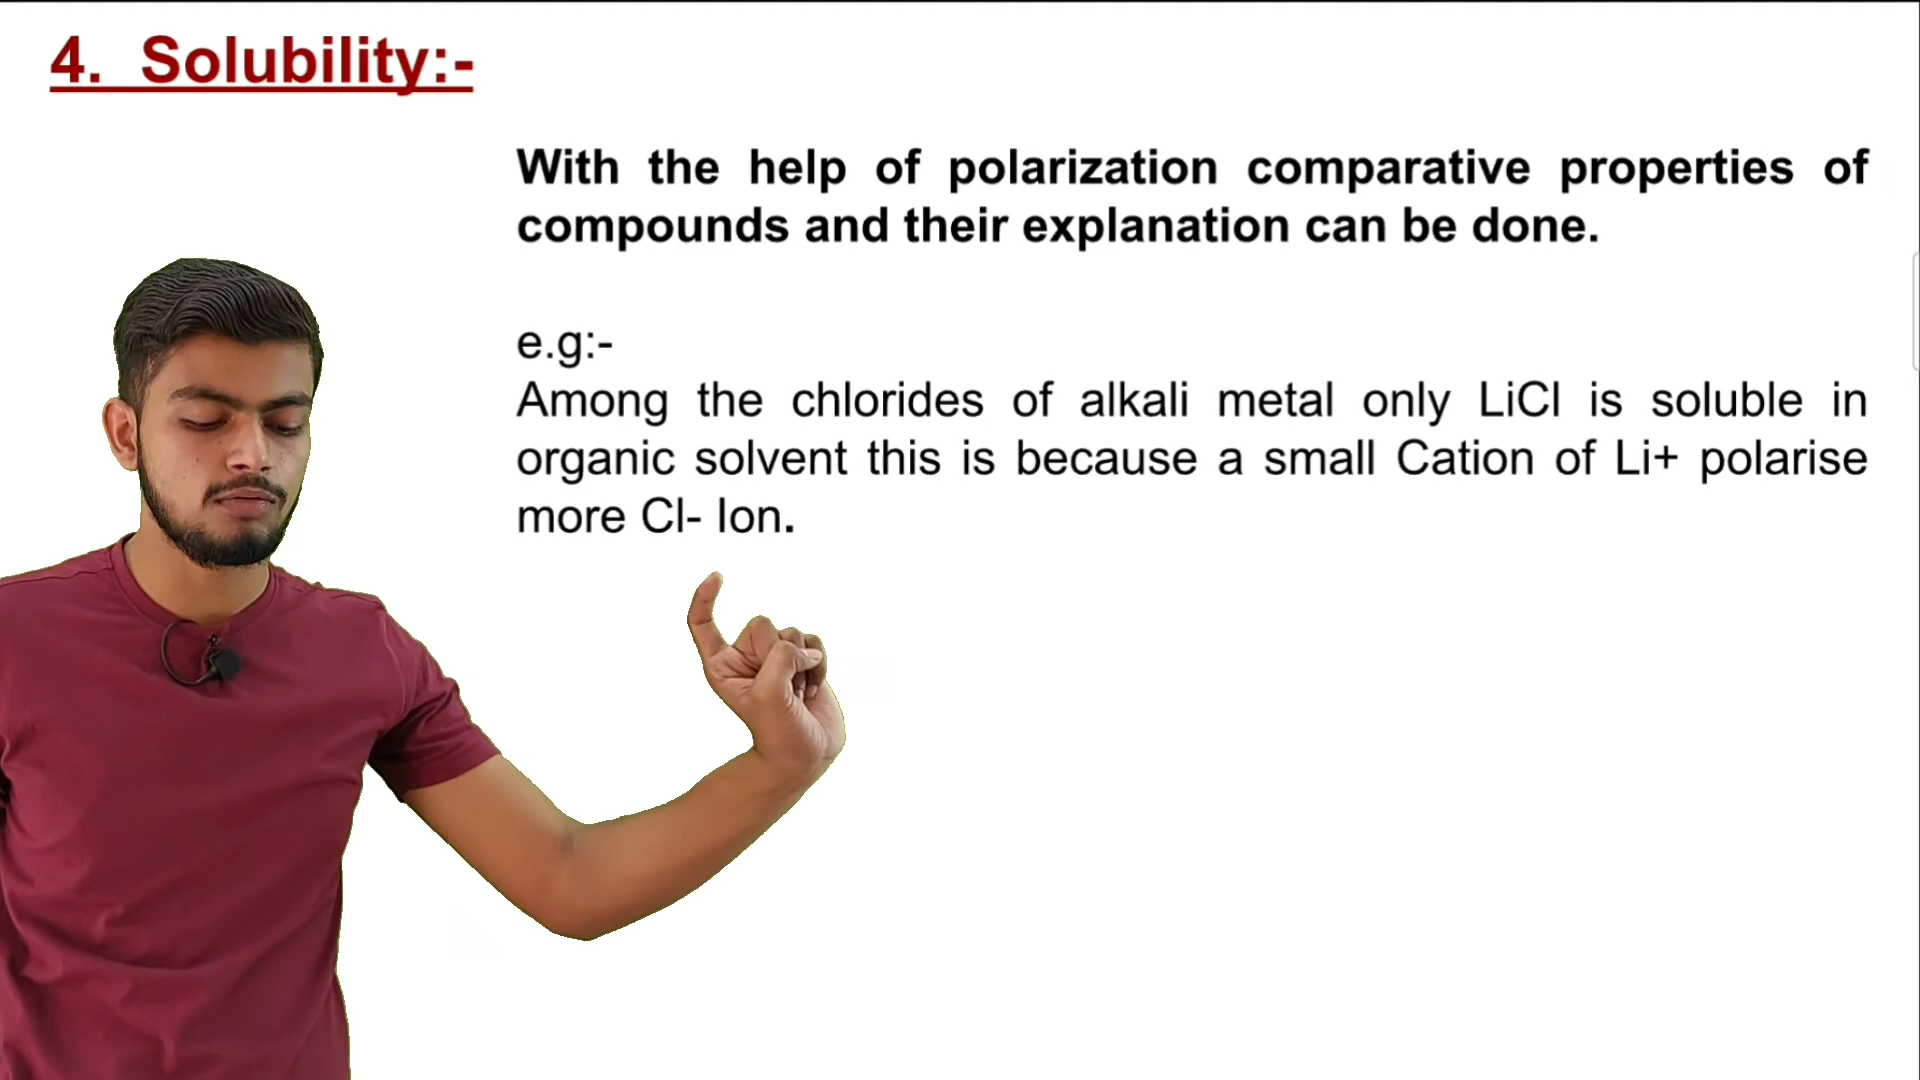 4. Solubility:-
With the help of polarization comparative properties of
compounds and their explanation can be done.
e.g:-
Among the chlorides of alkali metal only LiCl is soluble in
organic solvent this is because a small Cation of Li+ polarise
more Cl- Ion.